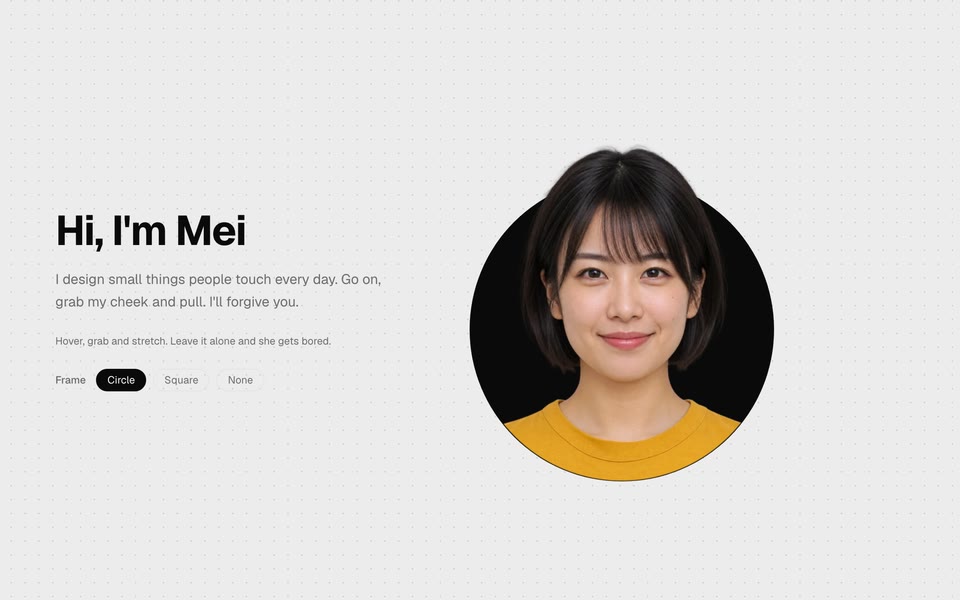 Hi, I'm Mei
I design small things people touch every day. Go on,
grab my cheek and pull. I'll forgive you.
Hover, grab and stretch. Leave it alone and she gets bored.
Frame Circle Square None